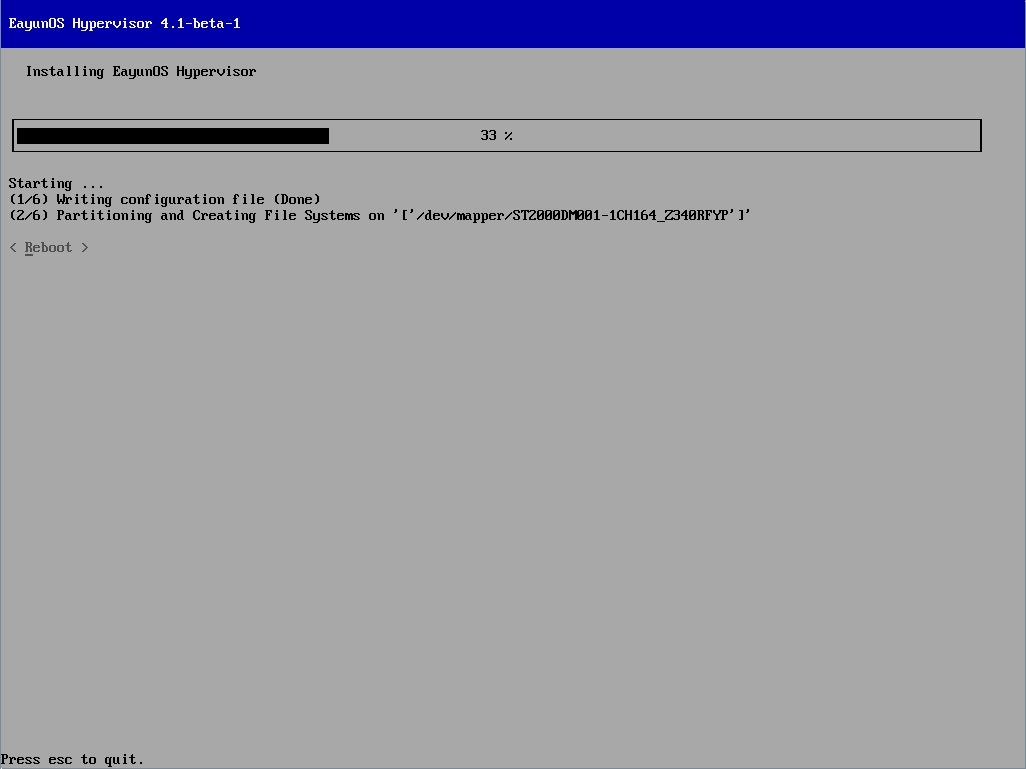 EayunOS Hypervisor 4.1-beta-1
Installing EayunOS Hypervisor
33 %
Starting ...
(1/6) Writing configuration file (Done)
(2/6) Partitioning and Creating File Systems on '['/dev/mapper/ST2000DM001-1CH164_Z340RFYP']'
< Reboot >
Press esc to quit.